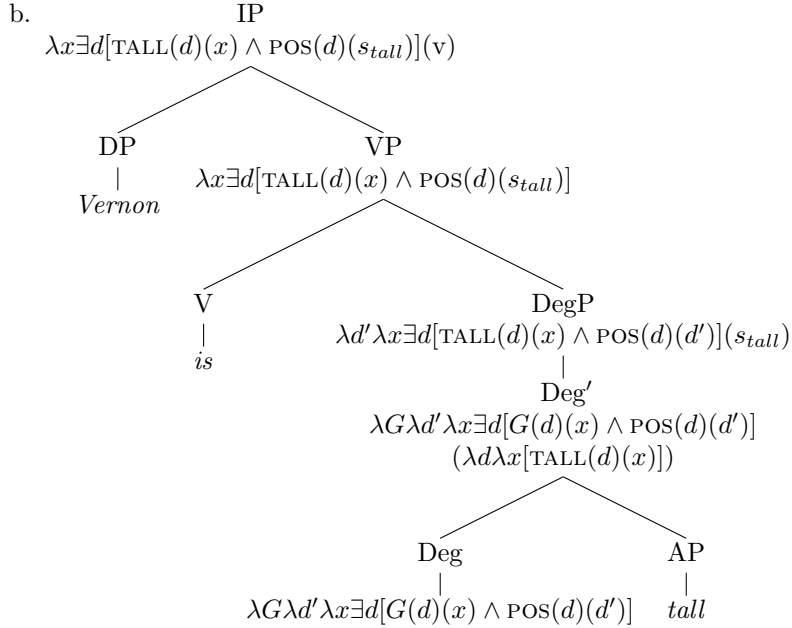 b. IP
λx∃d[TALL(d)(x) ∧ POS(d)(s_tall)](v)
DP VP
Vernon λx∃d[TALL(d)(x) ∧ POS(d)(s_tall)]
V DegP
is λd′λx∃d[TALL(d)(x) ∧ POS(d)(d′)](s_tall)
Deg′
λGλd′λx∃d[G(d)(x) ∧ POS(d)(d′)]
(λdλx[TALL(d)(x)])
Deg AP
λGλd′λx∃d[G(d)(x) ∧ POS(d)(d′)] tall